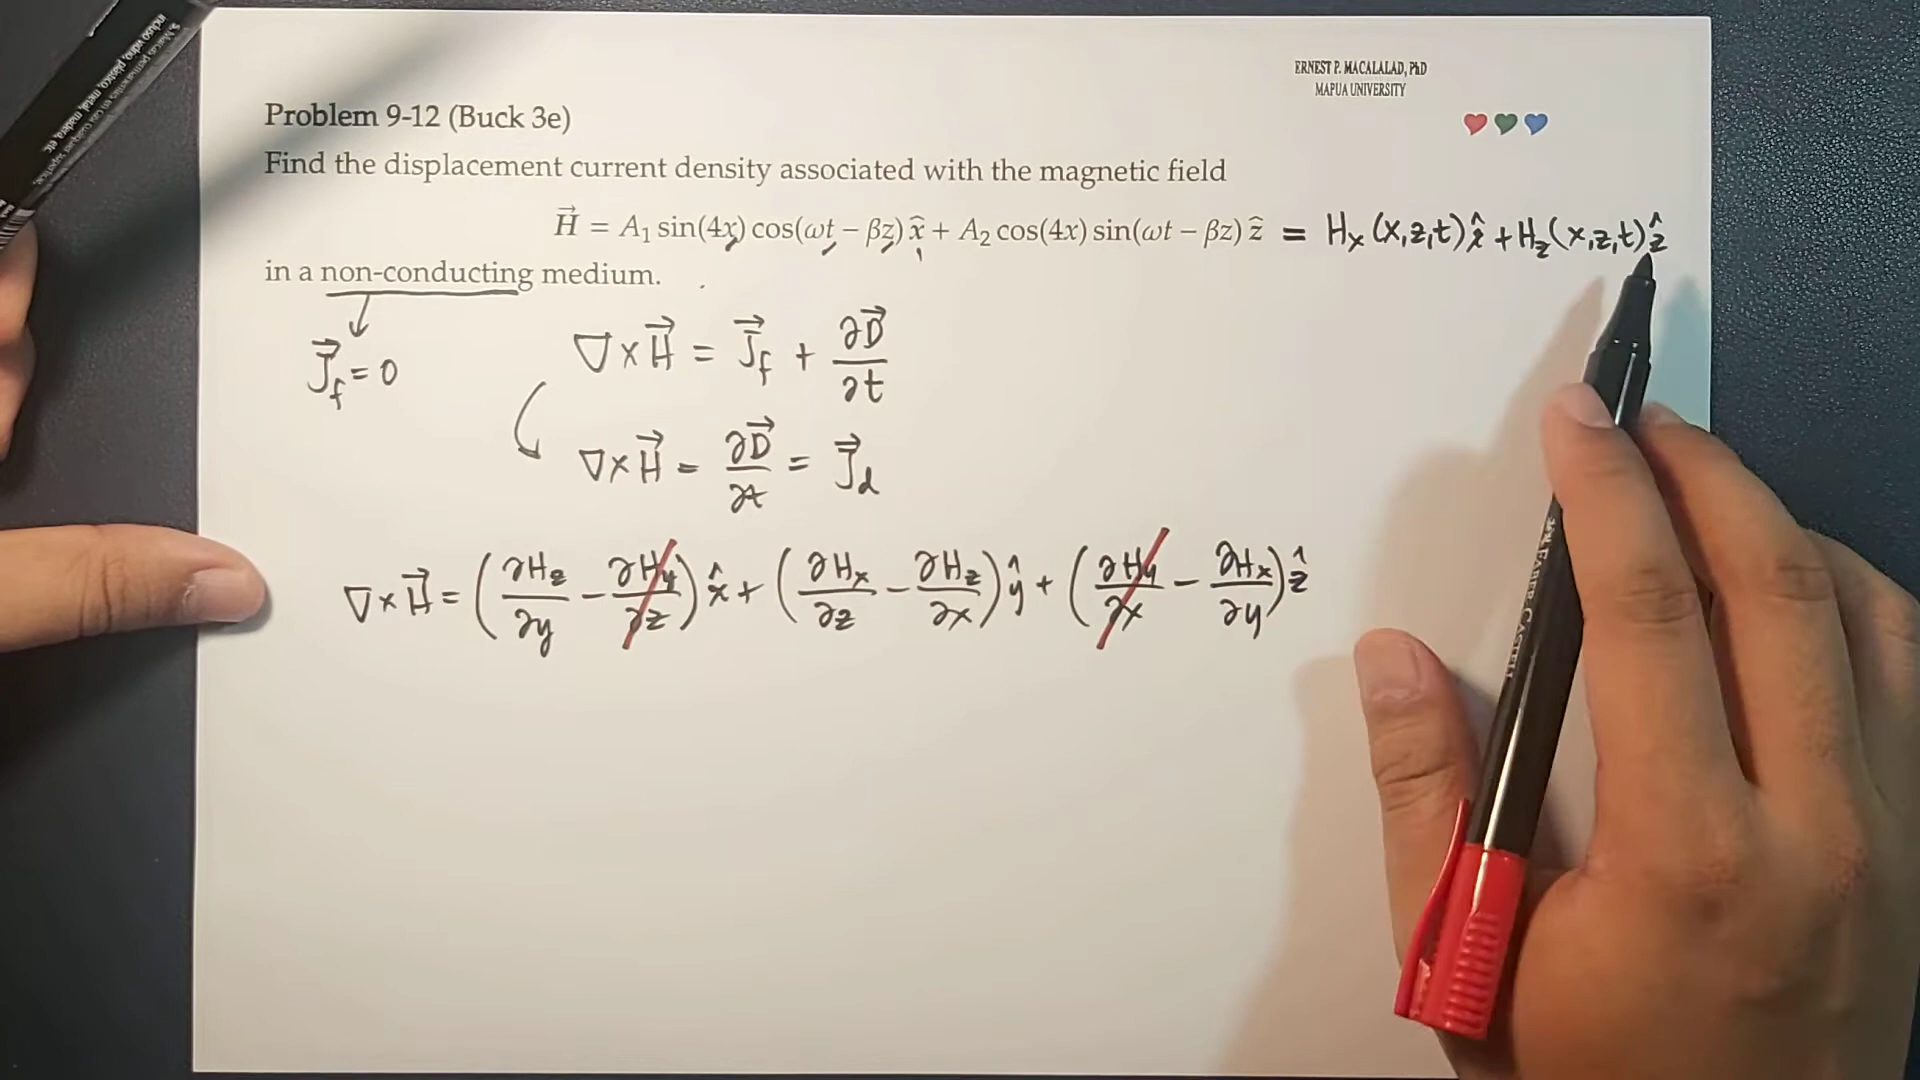 ERNEST P. MACALALAD, PhD
MAPUA UNIVERSITY
Problem 9-12 (Buck 3e)
Find the displacement current density associated with the magnetic field
H⃗ = A₁ sin(4x) cos(ωt − βz) x̂ + A₂ cos(4x) sin(ωt − βz) ẑ = Hₓ(x,z,t)x̂ + H_z(x,z,t)ẑ
in a non-conducting medium.
J⃗_f = 0
∇×H⃗ = J⃗_f + ∂D⃗/∂t
∇×H⃗ = ∂D⃗/∂t = J⃗_d
∇×H⃗ = (∂H_z/∂y − ∂H_y/∂z)x̂ + (∂Hₓ/∂z − ∂H_z/∂x)ŷ + (∂H_y/∂x − ∂Hₓ/∂y)ẑ